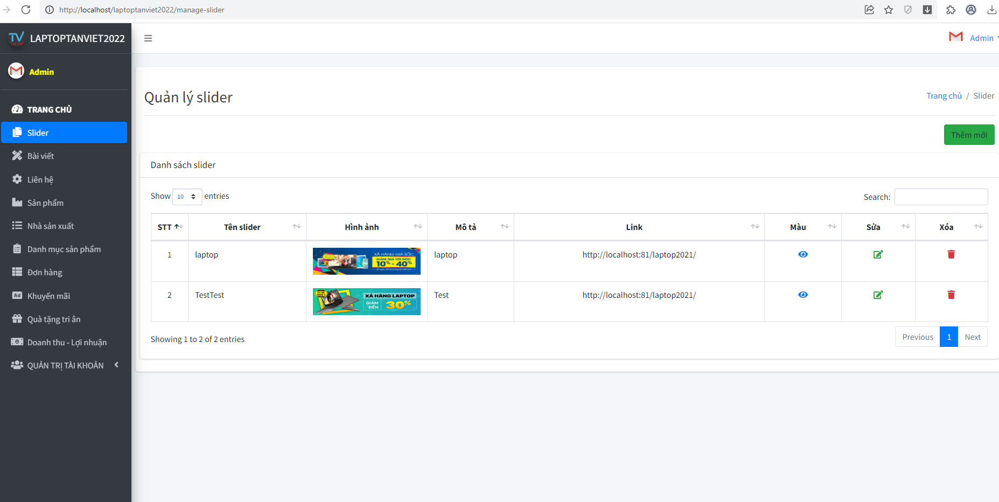 http://localhost/laptoptanviet2022/manage-slider
TV
LAPTOPTANVIET2022
Admin
Admin
TRANG CHỦ
Slider
Bài viết
Liên hệ
Sản phẩm
Nhà sản xuất
Danh mục sản phẩm
Đơn hàng
Ad Khuyến mãi
Quà tặng tri ân
Doanh thu - Lợi nhuận
QUẢN TRỊ TÀI KHOẢN
Quản lý slider
Trang chủ / Slider
Thêm mới
Danh sách slider
Show 10 entries
Search:
STT Tên slider Hình ảnh Mô tả Link Màu Sửa Xóa
1 laptop
XẢ HÀNG GIÁ SỐC
GIẢM GIÁ TỚI NÓC
10% - 40%
laptop http://localhost:81/laptop2021/
2 TestTest
XẢ HÀNG LAPTOP
GIẢM ĐẾN 30%
Test http://localhost:81/laptop2021/
Showing 1 to 2 of 2 entries
Previous 1 Next